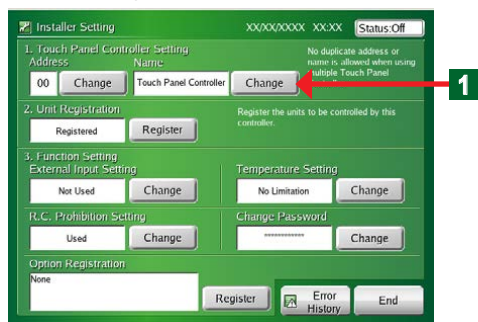 Installer Setting XX/XX/XXXX XX:XX Status:Off
1. Touch Panel Controller Setting
Address Name
00 Change Touch Panel Controller Change
No duplicate address or
name is allowed when using
multiple Touch Panel
1
2. Unit Registration
Registered Register
Register the units to be controlled by this
controller.
3. Function Setting
External Input Setting Temperature Setting
Not Used Change No Limitation Change
R.C. Prohibition Setting Change Password
Used Change ************ Change
Option Registration
None
Register Error
History End